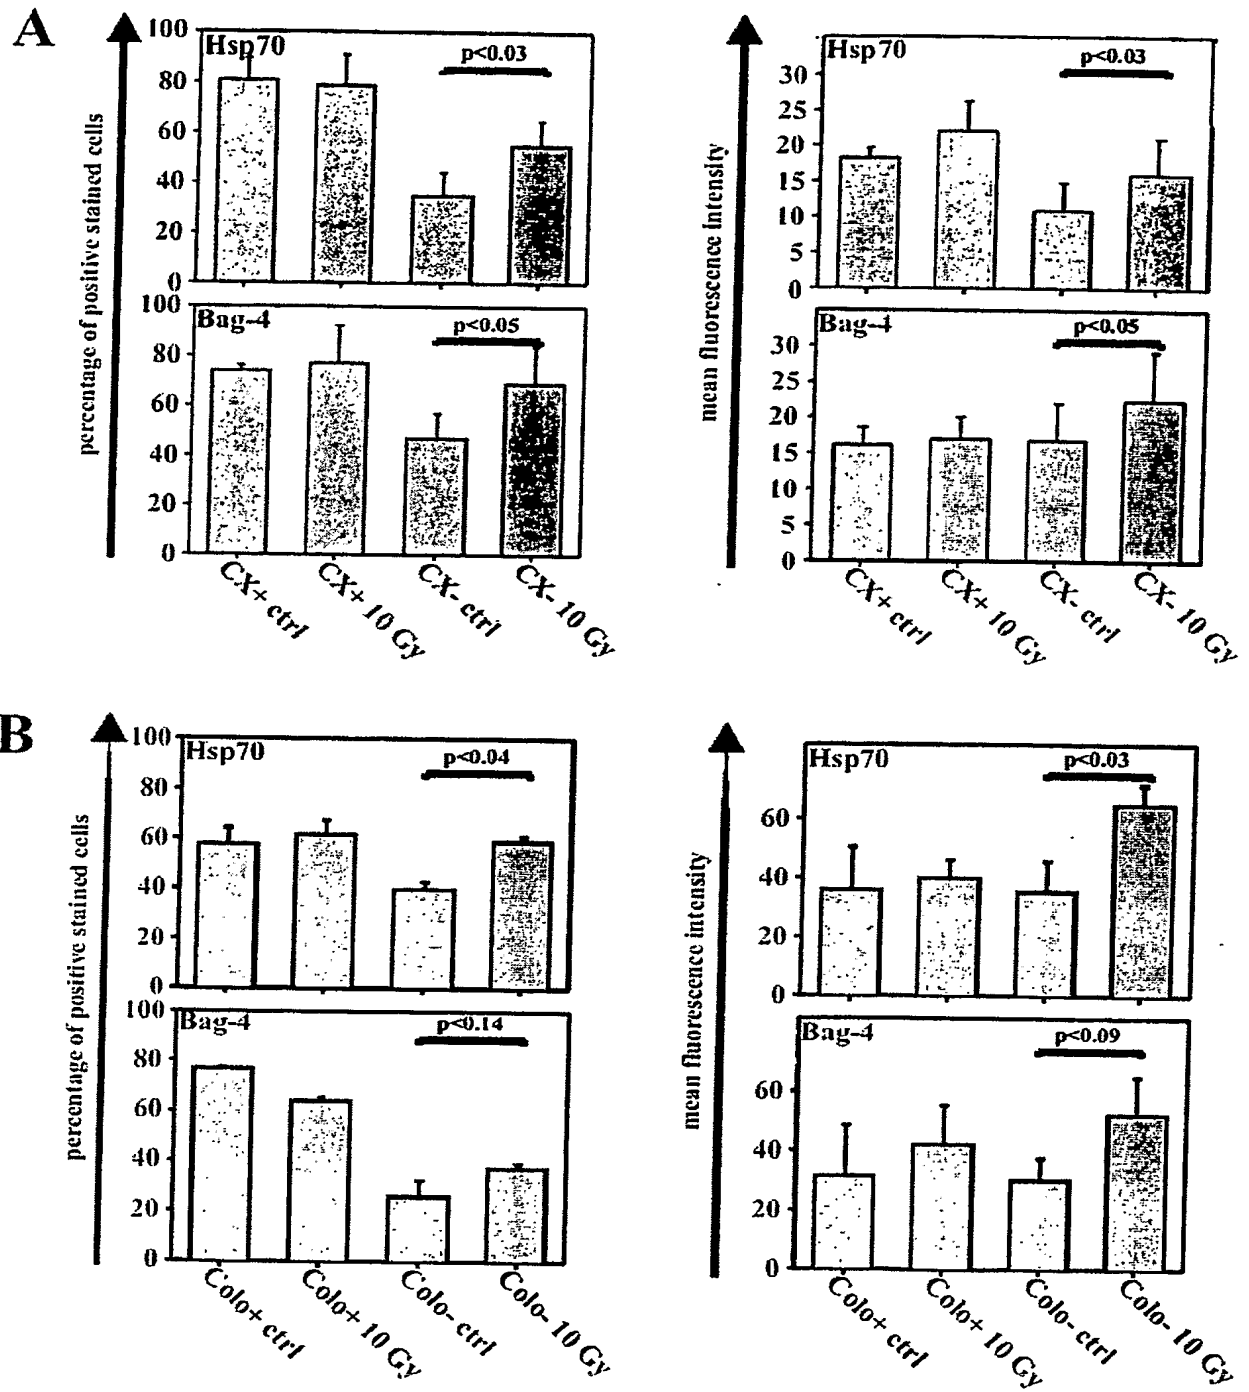 A
percentage of positive stained cells
100
80
60
40
20
0
Hsp70
p<0.03
100
80
60
40
20
0
Bag-4
p<0.05
CX+ ctrl
CX+ 10 Gy
CX- ctrl
CX- 10 Gy
mean fluorescence intensity
30
25
20
15
10
5
0
Hsp70
p<0.03
30
25
20
15
10
5
0
Bag-4
p<0.05
CX+ ctrl
CX+ 10 Gy
CX- ctrl
CX- 10 Gy
B
percentage of positive stained cells
100
80
60
40
20
0
Hsp70
p<0.04
100
80
60
40
20
0
Bag-4
p<0.14
Colo+ ctrl
Colo+ 10 Gy
Colo- ctrl
Colo- 10 Gy
mean fluorescence intensity
60
40
20
0
Hsp70
p<0.03
60
40
20
0
Bag-4
p<0.09
Colo+ ctrl
Colo+ 10 Gy
Colo- ctrl
Colo- 10 Gy